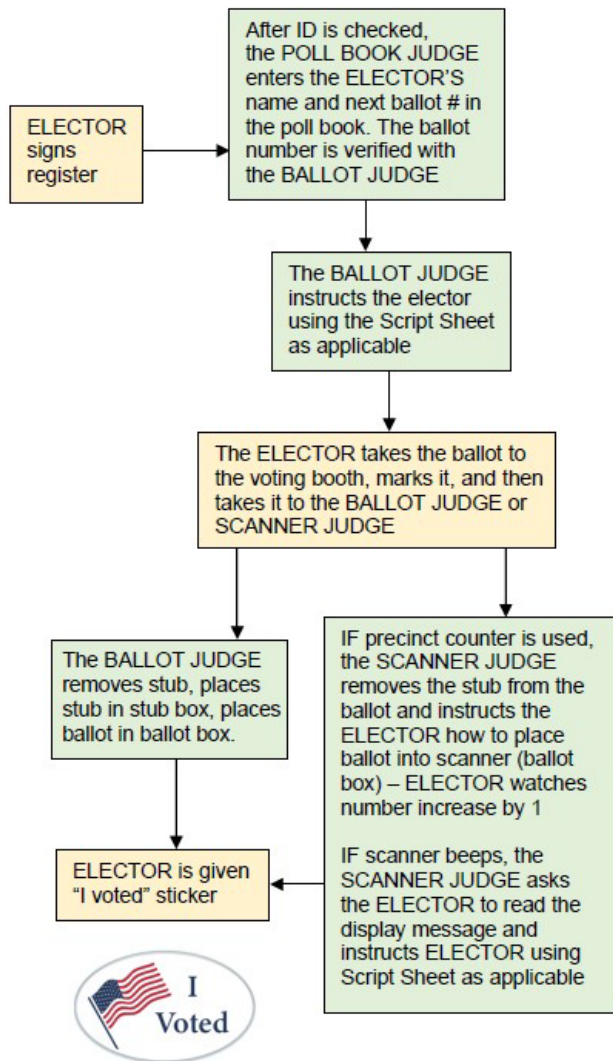 After ID is checked,
the POLL BOOK JUDGE
enters the ELECTOR'S
name and next ballot # in
the poll book. The ballot
number is verified with
the BALLOT JUDGE
ELECTOR
signs
register
The BALLOT JUDGE
instructs the elector
using the Script Sheet
as applicable
The ELECTOR takes the ballot to
the voting booth, marks it, and then
takes it to the BALLOT JUDGE or
SCANNER JUDGE
The BALLOT JUDGE
removes stub, places
stub in stub box, places
ballot in ballot box.
IF precinct counter is used,
the SCANNER JUDGE
removes the stub from the
ballot and instructs the
ELECTOR how to place
ballot into scanner (ballot
box) – ELECTOR watches
number increase by 1
IF scanner beeps, the
SCANNER JUDGE asks
the ELECTOR to read the
display message and
instructs ELECTOR using
Script Sheet as applicable
ELECTOR is given
“I voted” sticker
I
Voted